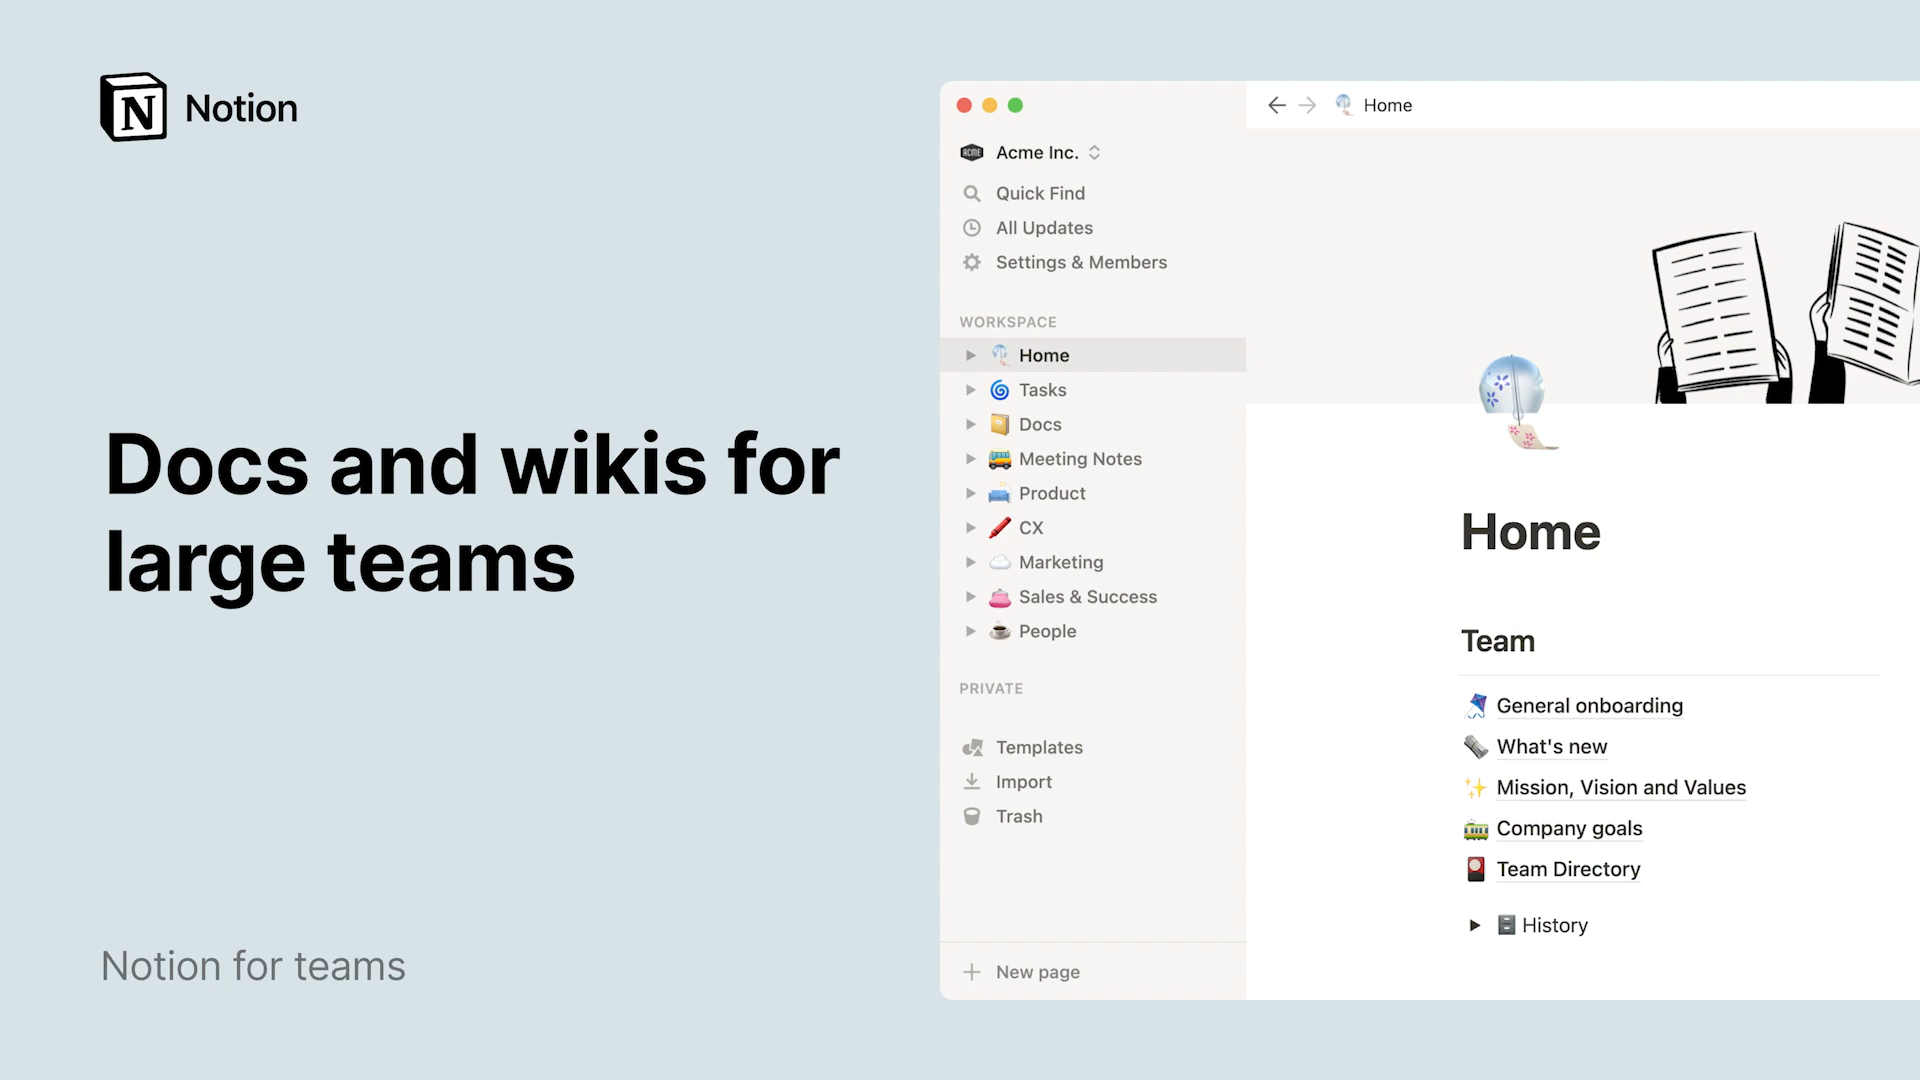 Notion
Docs and wikis for
large teams
Notion for teams
ACME
Acme Inc.
Quick Find
All Updates
Settings & Members
WORKSPACE
Home
Tasks
Docs
Meeting Notes
Product
CX
Marketing
Sales & Success
People
PRIVATE
Templates
Import
Trash
New page
Home
Home
Team
General onboarding
What's new
Mission, Vision and Values
Company goals
Team Directory
History